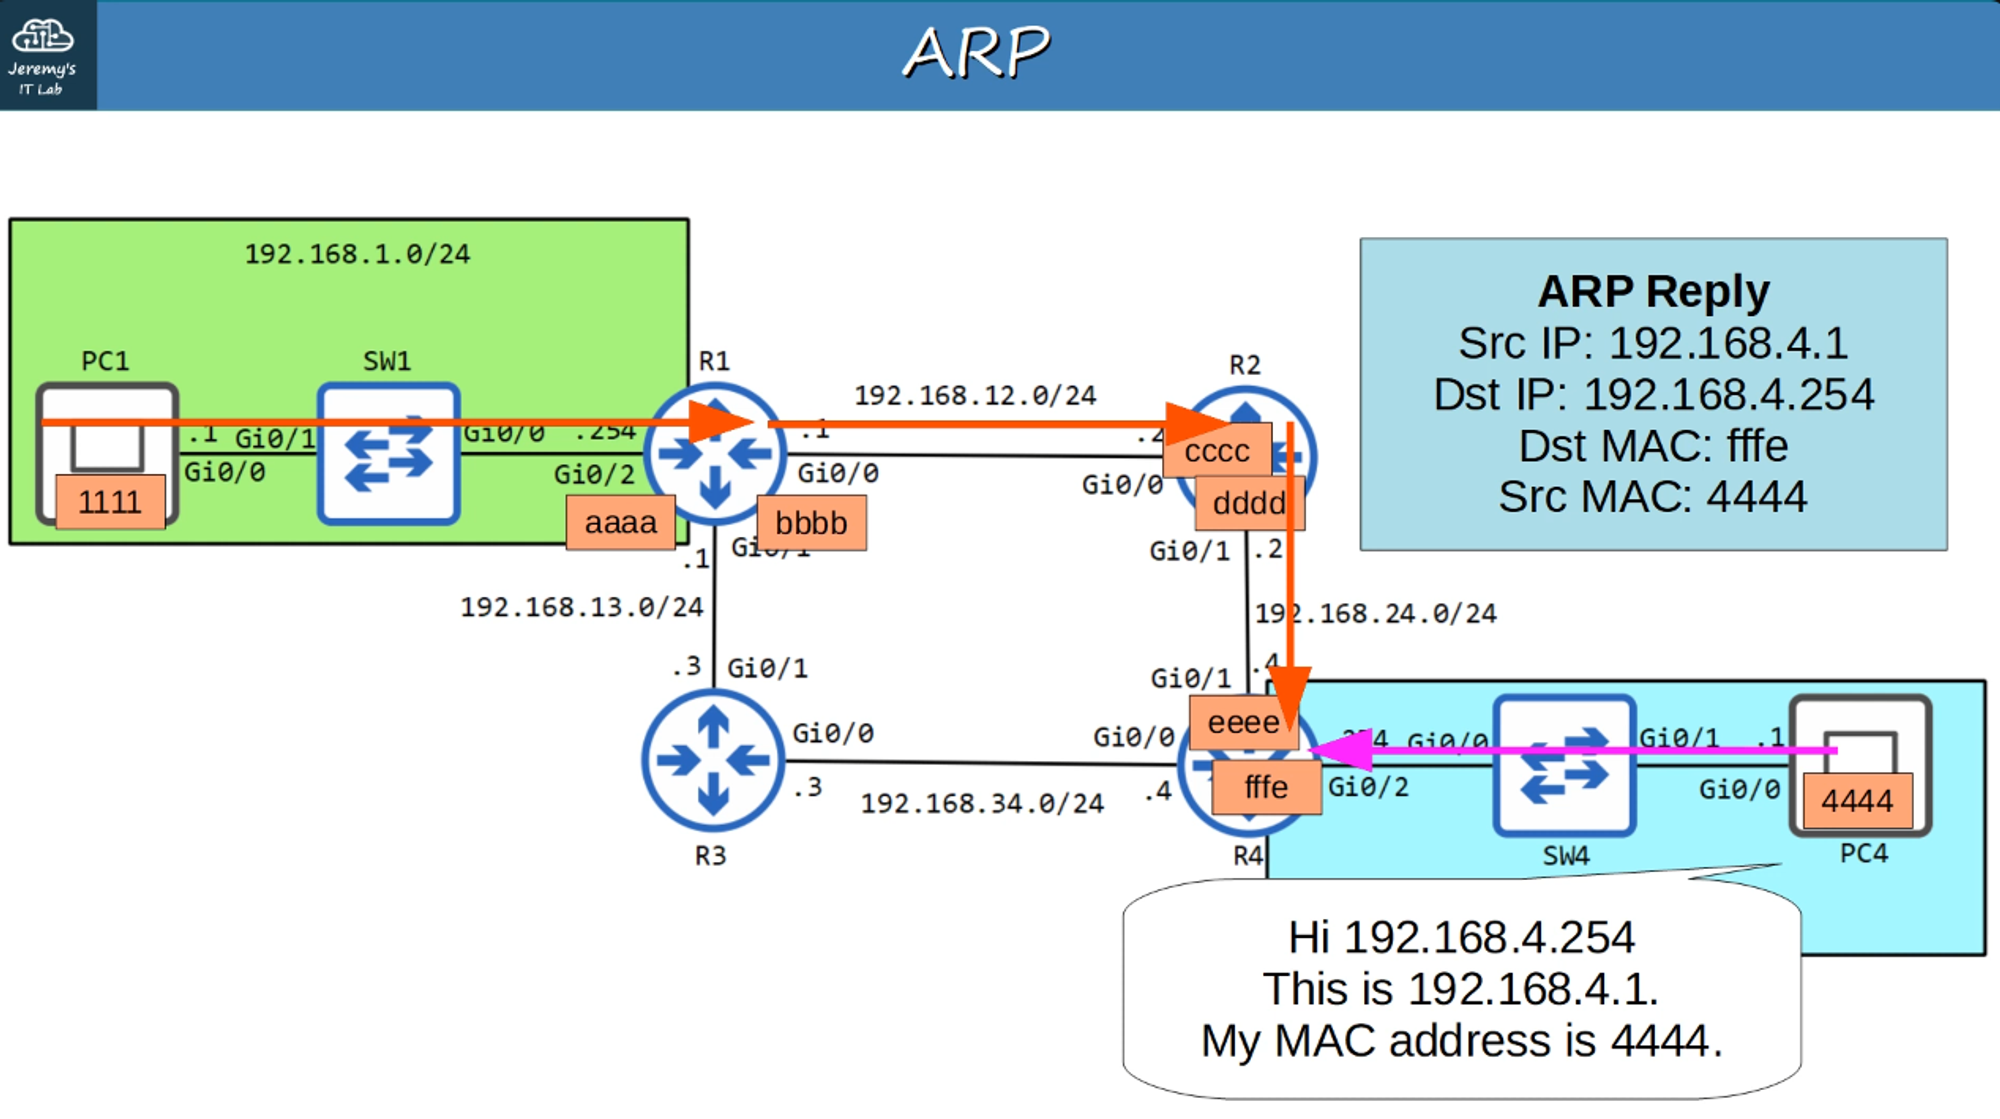 Jeremy's
IT Lab
ARP
192.168.1.0/24
PC1
SW1
R1
R2
192.168.12.0/24
.1
Gi0/1
Gi0/0
.254
.1
.2
Gi0/0
Gi0/2
Gi0/0
Gi0/0
1111
aaaa
bbbb
cccc
dddd
ARP Reply
Src IP: 192.168.4.1
Dst IP: 192.168.4.254
Dst MAC: fffe
Src MAC: 4444
.1
Gi0/1
Gi0/1
.2
192.168.13.0/24
192.168.24.0/24
.3
Gi0/1
Gi0/1
.4
eeee
Gi0/0
Gi0/0
.254
Gi0/0
Gi0/1
.1
.3
192.168.34.0/24
.4
fffe
Gi0/2
Gi0/0
4444
R3
R4
SW4
PC4
Hi 192.168.4.254
This is 192.168.4.1.
My MAC address is 4444.